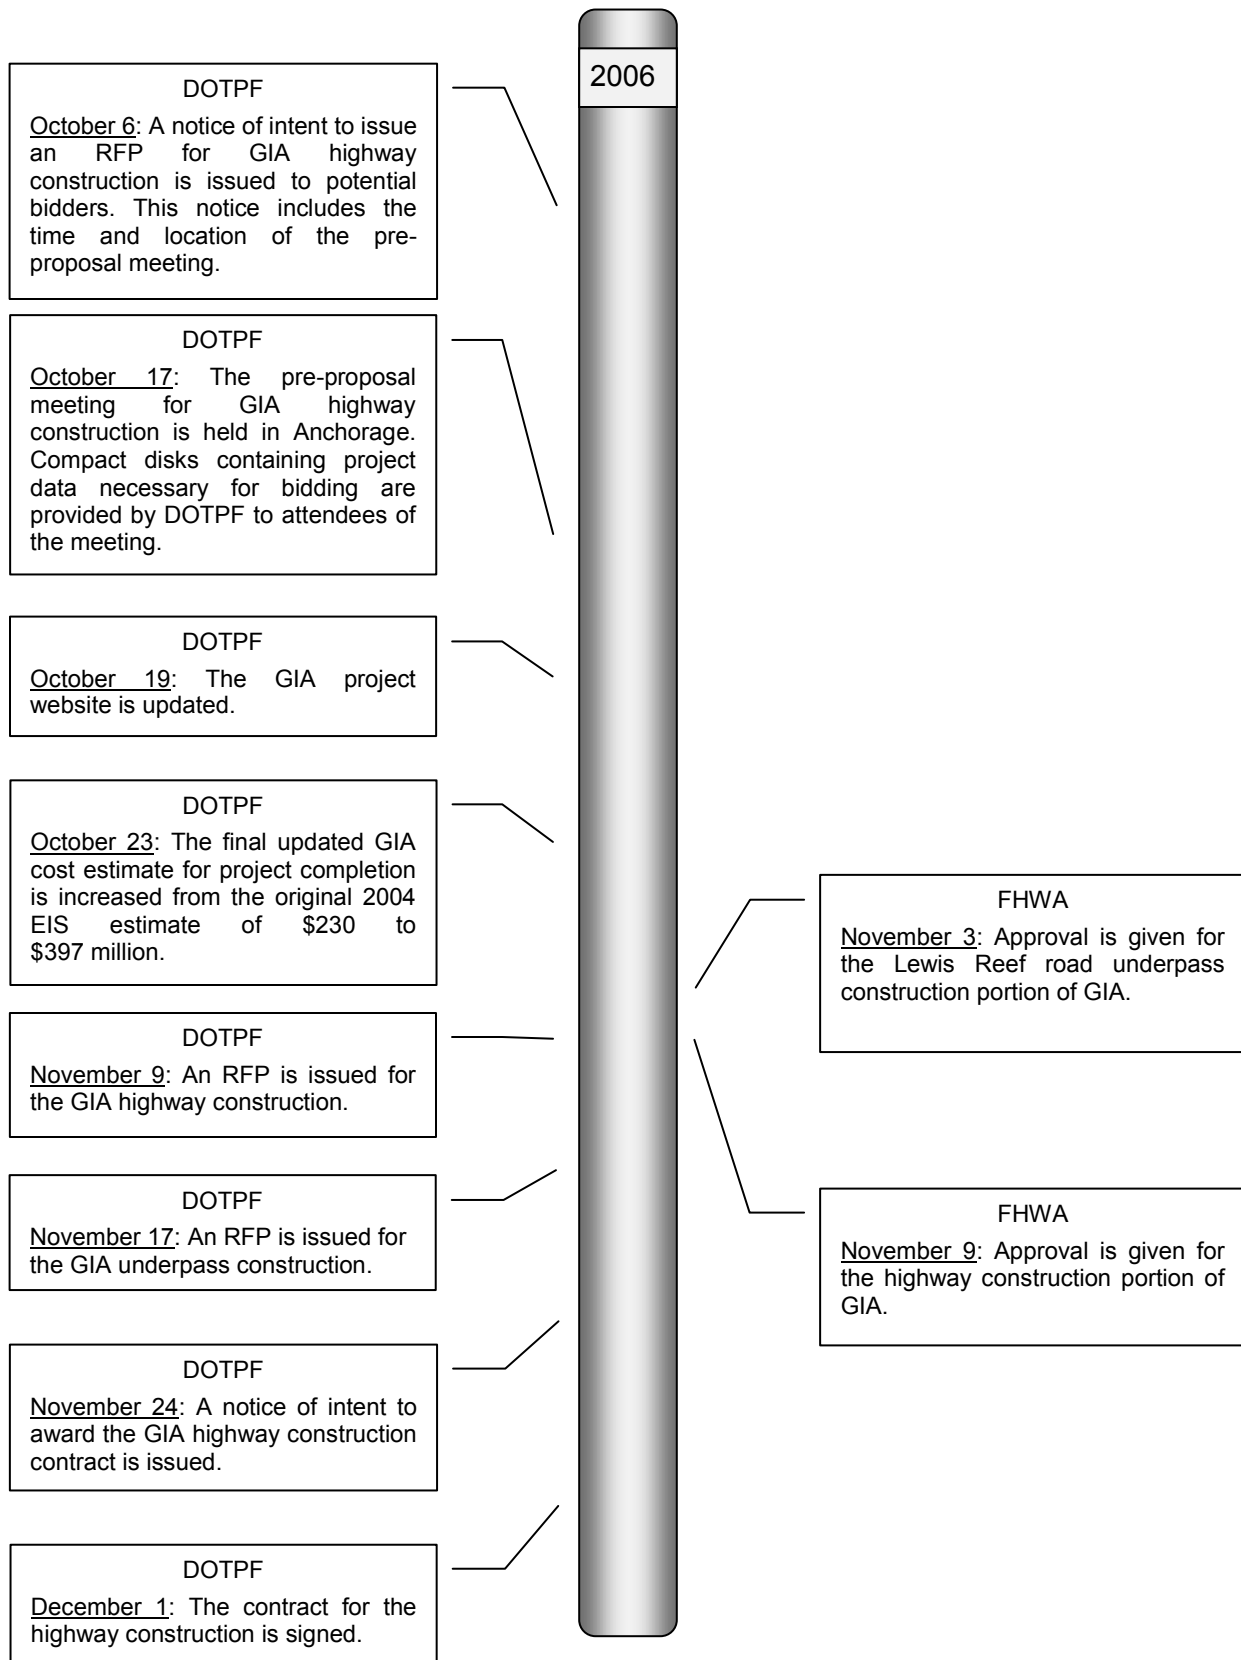 2006
DOTPF
October 6: A notice of intent to issue
an RFP for GIA highway
construction is issued to potential
bidders. This notice includes the
time and location of the pre-
proposal meeting.
DOTPF
October 17: The pre-proposal
meeting for GIA highway
construction is held in Anchorage.
Compact disks containing project
data necessary for bidding are
provided by DOTPF to attendees of
the meeting.
DOTPF
October 19: The GIA project
website is updated.
DOTPF
October 23: The final updated GIA
cost estimate for project completion
is increased from the original 2004
EIS estimate of $230 to
$397 million.
FHWA
November 3: Approval is given for
the Lewis Reef road underpass
construction portion of GIA.
DOTPF
November 9: An RFP is issued for
the GIA highway construction.
FHWA
November 9: Approval is given for
the highway construction portion of
GIA.
DOTPF
November 17: An RFP is issued for
the GIA underpass construction.
DOTPF
November 24: A notice of intent to
award the GIA highway construction
contract is issued.
DOTPF
December 1: The contract for the
highway construction is signed.